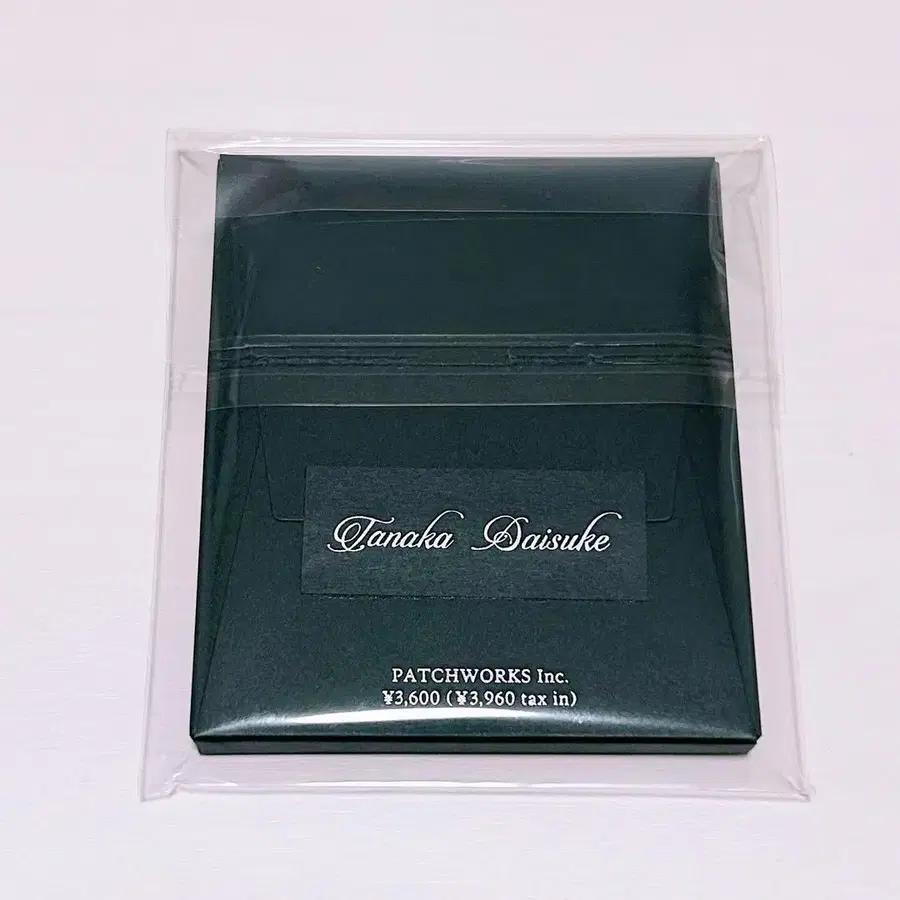 Tanaka Daisuke
PATCHWORKS Inc.
¥3,600 (¥3,960 tax in)